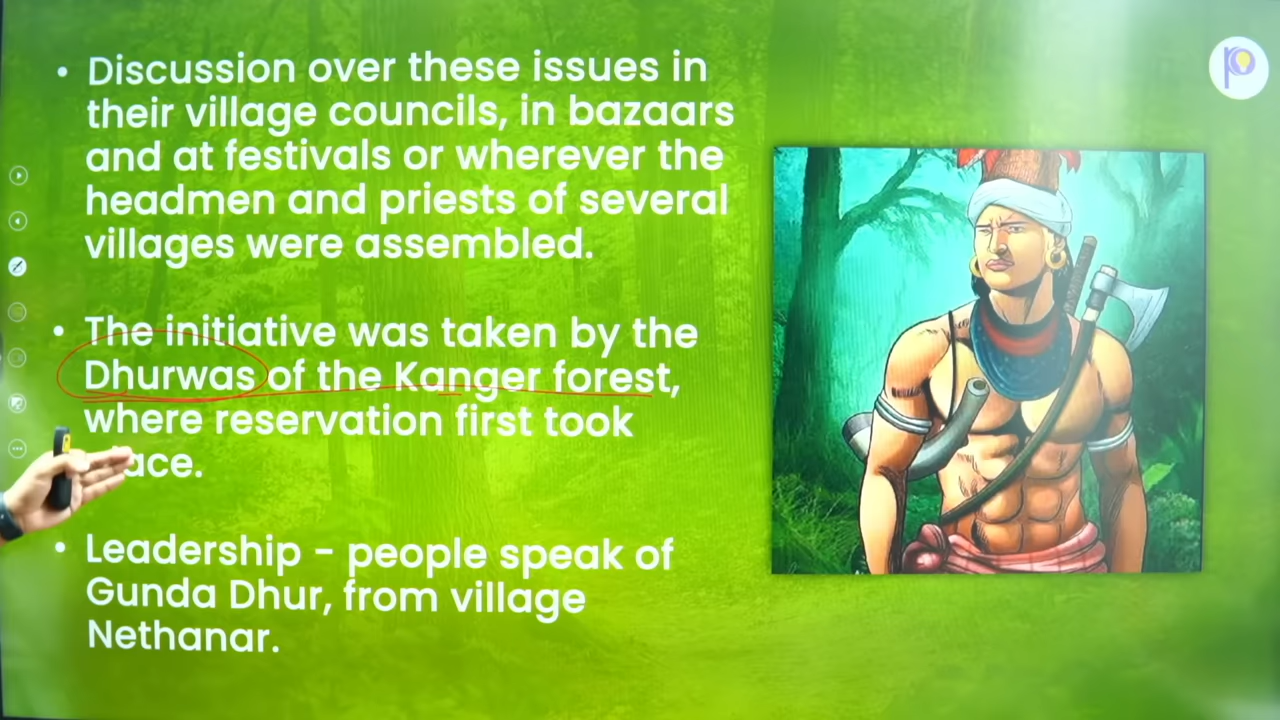 • Discussion over these issues in
their village councils, in bazaars
and at festivals or wherever the
headmen and priests of several
villages were assembled.
• The initiative was taken by the
Dhurwas of the Kanger forest,
where reservation first took
ace.
• Leadership - people speak of
Gunda Dhur, from village
Nethanar.